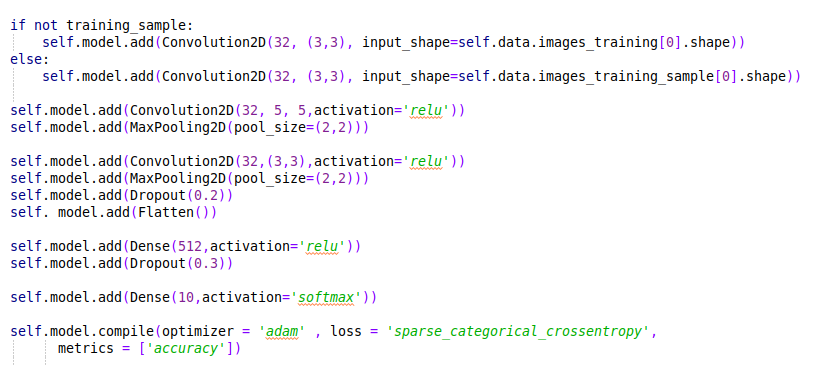 if not training_sample:
    self.model.add(Convolution2D(32, (3,3), input_shape=self.data.images_training[0].shape))
else:
    self.model.add(Convolution2D(32, (3,3), input_shape=self.data.images_training_sample[0].shape))
self.model.add(Convolution2D(32, 5, 5,activation='relu'))
self.model.add(MaxPooling2D(pool_size=(2,2)))
self.model.add(Convolution2D(32,(3,3),activation='relu'))
self.model.add(MaxPooling2D(pool_size=(2,2)))
self.model.add(Dropout(0.2))
self. model.add(Flatten())
self.model.add(Dense(512,activation='relu'))
self.model.add(Dropout(0.3))
self.model.add(Dense(10,activation='softmax'))
self.model.compile(optimizer = 'adam' , loss = 'sparse_categorical_crossentropy',
      metrics = ['accuracy'])